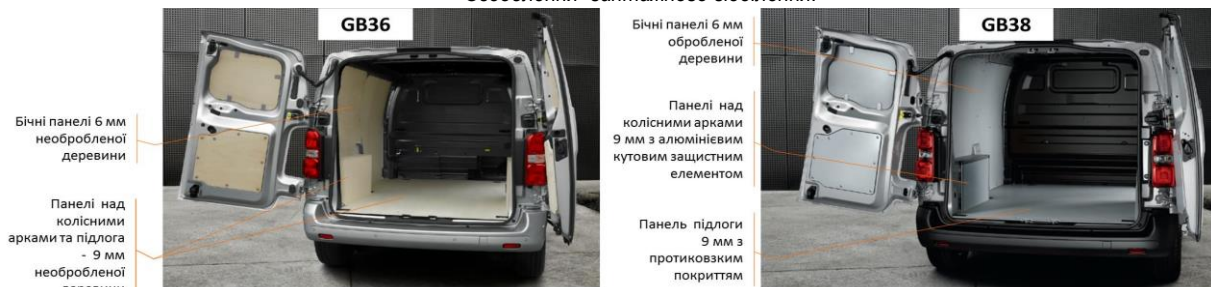 GB36
Бічні панелі 6 мм
необробленої
деревини
Панелі над
колісними
арками та підлога
- 9 мм
необробленої
GB38
Бічні панелі 6 мм
обробленої
деревини
Панелі над
колісними арками
9 мм з алюмінієвим
кутовим защистним
елементом
Панель підлоги
9 мм з
протиковзким
покриттям